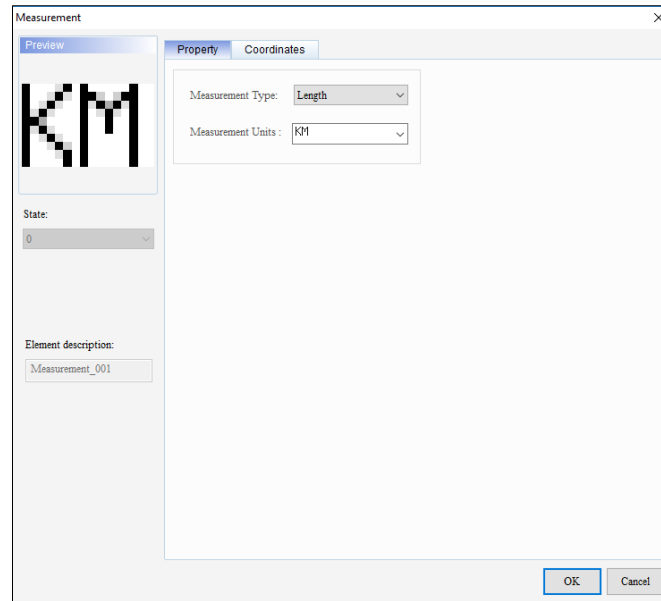 Measurement
Preview
KM
State:
0
Element description:
Measurement_001
Property
Coordinates
Measurement Type:
Length
Measurement Units :
KM
OK
Cancel